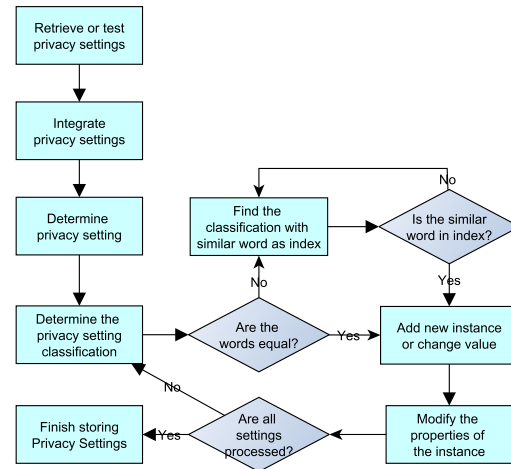 Retrieve or test
privacy settings
Integrate
privacy settings
Determine
privacy setting
Determine the
privacy setting
classification
Are the
words equal?
No
Yes
Find the
classification with
similar word as index
Is the similar
word in index?
No
Yes
Add new instance
or change value
Modify the
properties of
the instance
Are all
settings
processed?
No
Yes
Finish storing
Privacy Settings